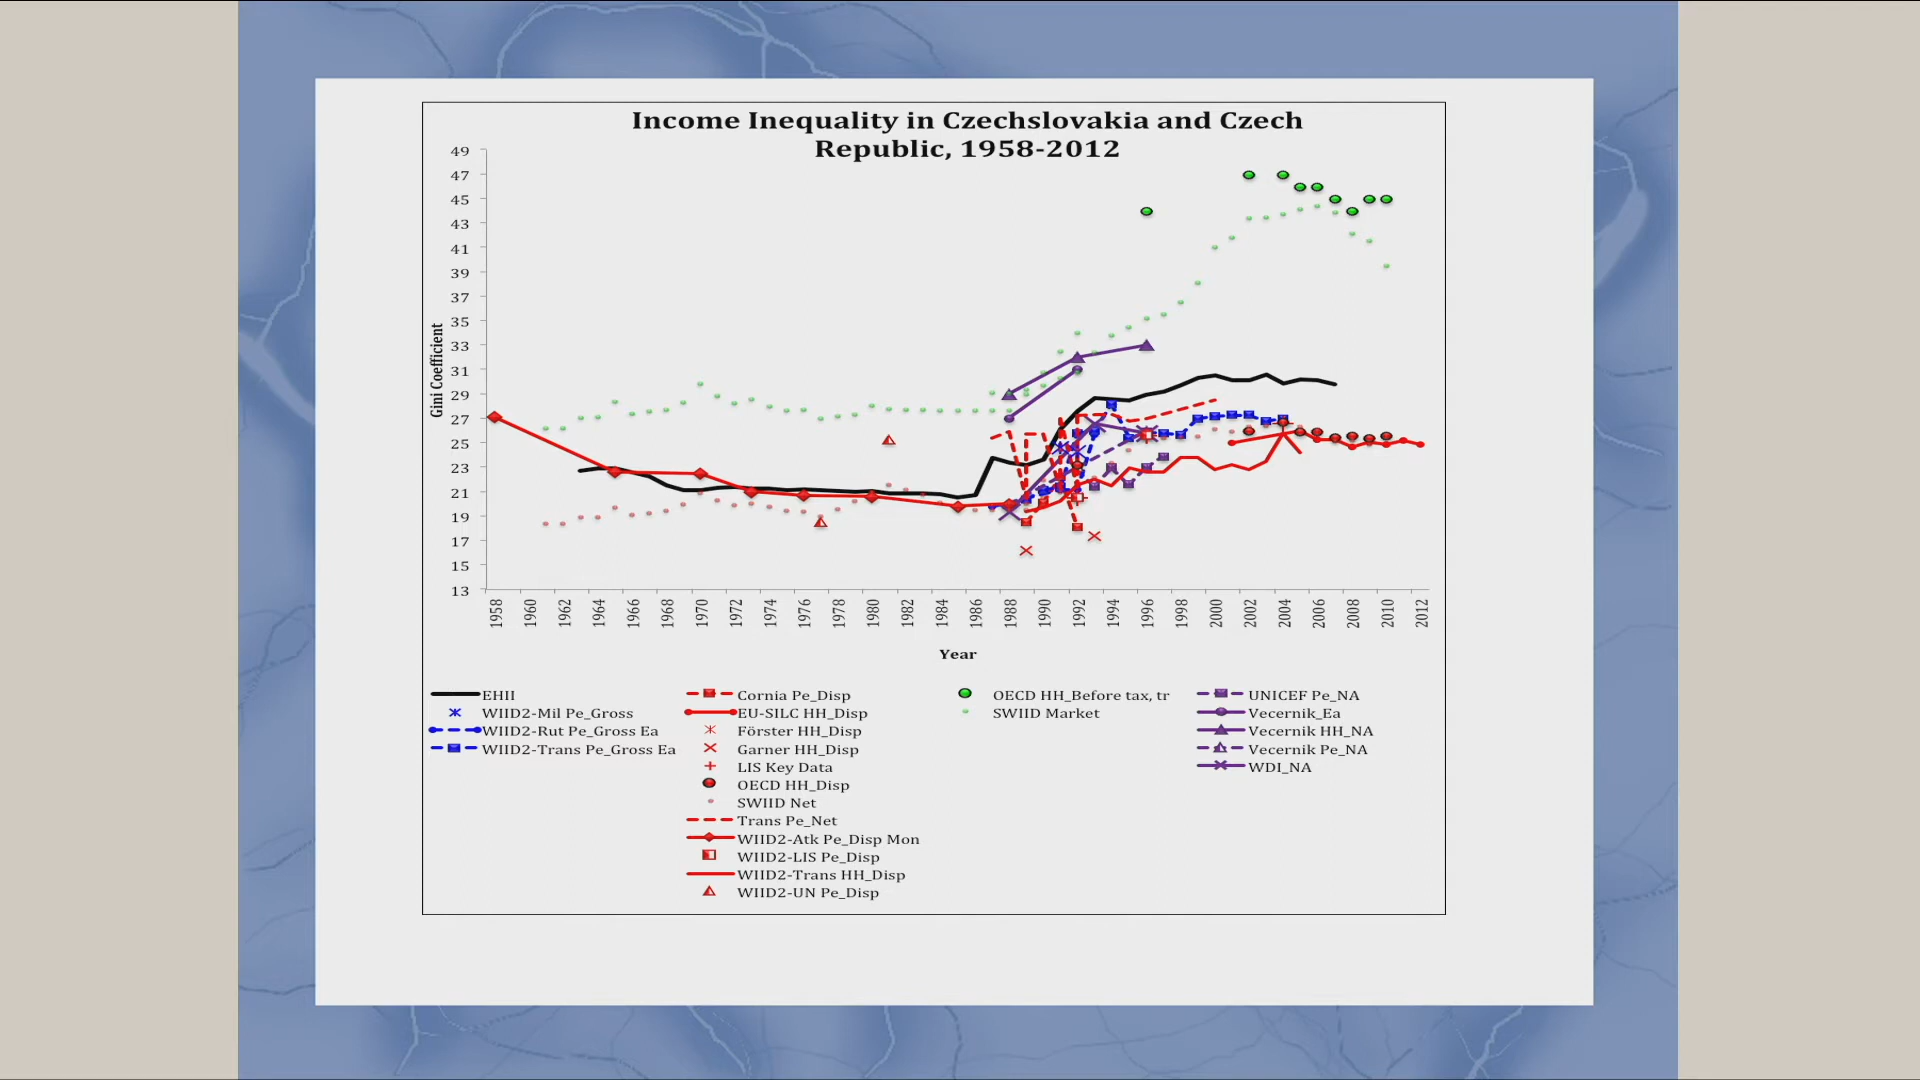 Income Inequality in Czechslovakia and Czech
Republic, 1958-2012
49
47
45
43
41
39
37
35
33
31
29
27
25
23
21
19
17
15
13
Gini Coefficient
1958 1960 1962 1964 1966 1968 1970 1972 1974 1976 1978 1980 1982 1984 1986 1988 1990 1992 1994 1996 1998 2000 2002 2004 2006 2008 2010 2012
Year
EHII
WIID2-Mil Pe_Gross
WIID2-Rut Pe_Gross Ea
WIID2-Trans Pe_Gross Ea
Cornia Pe_Disp
EU-SILC HH_Disp
Förster HH_Disp
Garner HH_Disp
LIS Key Data
OECD HH_Disp
SWIID Net
Trans Pe_Net
WIID2-Atk Pe_Disp Mon
WIID2-LIS Pe_Disp
WIID2-Trans HH_Disp
WIID2-UN Pe_Disp
OECD HH_Before tax, tr
SWIID Market
UNICEF Pe_NA
Vecernik_Ea
Vecernik HH_NA
Vecernik Pe_NA
WDI_NA